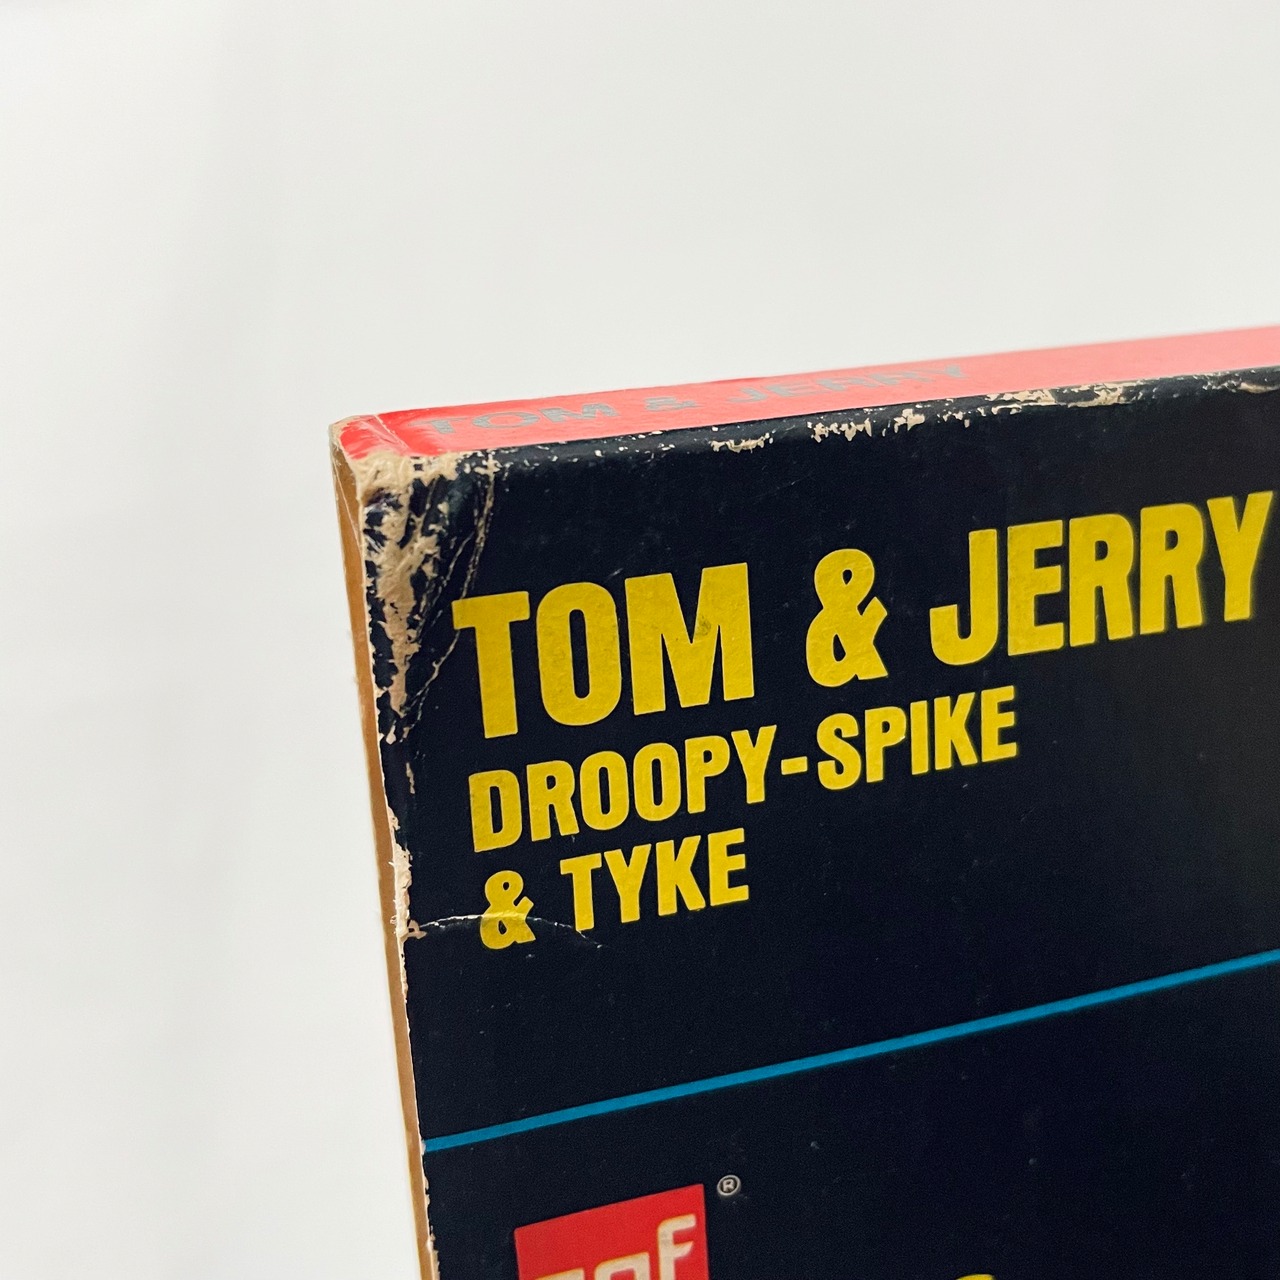 TOM & JERRY
TOM & JERRY
DROOPY-SPIKE
& TYKE
®